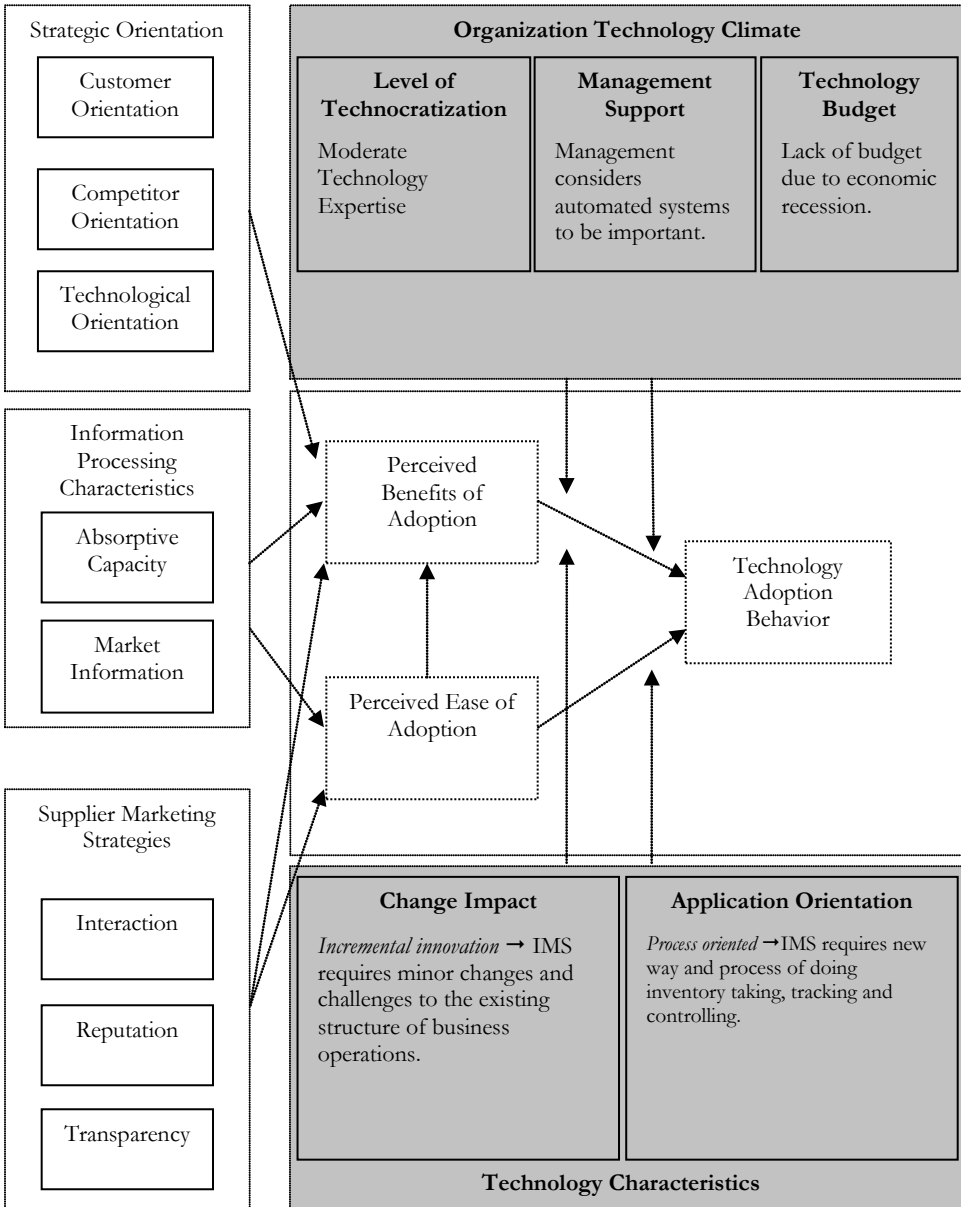 Strategic Orientation
Customer
Orientation
Competitor
Orientation
Technological
Orientation
Organization Technology Climate
Level of
Technocratization
Moderate
Technology
Expertise
Management
Support
Management
considers
automated systems
to be important.
Technology
Budget
Lack of budget
due to economic
recession.
Information
Processing
Characteristics
Absorptive
Capacity
Market
Information
Perceived
Benefits of
Adoption
Technology
Adoption
Behavior
Perceived Ease of
Adoption
Supplier Marketing
Strategies
Interaction
Reputation
Transparency
Change Impact
Incremental innovation → IMS
requires minor changes and
challenges to the existing
structure of business
operations.
Application Orientation
Process oriented →IMS requires new
way and process of doing
inventory taking, tracking and
controlling.
Technology Characteristics